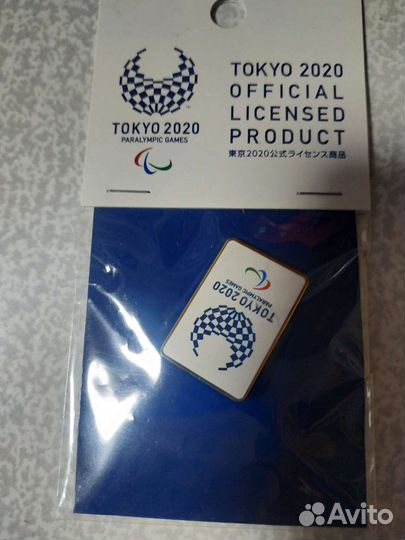 TOKYO 2020
PARALYMPIC GAMES
TOKYO 2020
OFFICIAL
LICENSED
PRODUCT
東京2020公式ライセンス商品
TOKYO 2020
PARALYMPIC GAMES
Avito